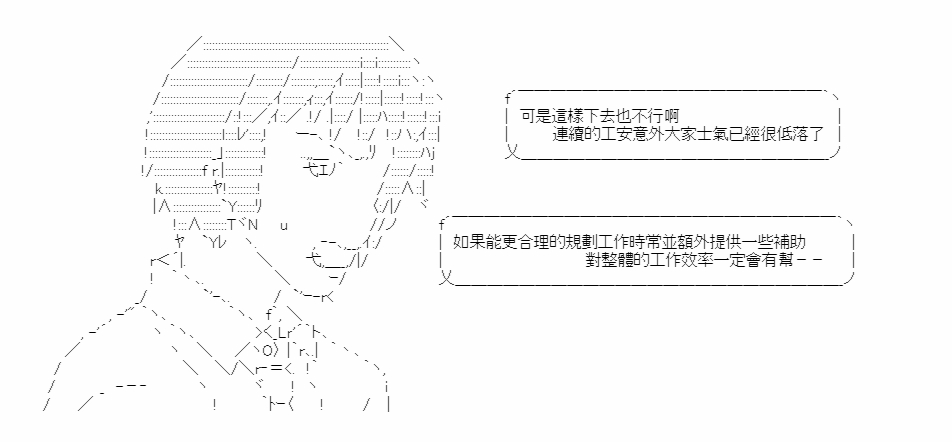 可是這樣下去也不行啊
連續的工安意外大家士氣已經很低落了
如果能更合理的規劃工作時常並額外提供一些補助
對整體的工作效率一定會有幫－－